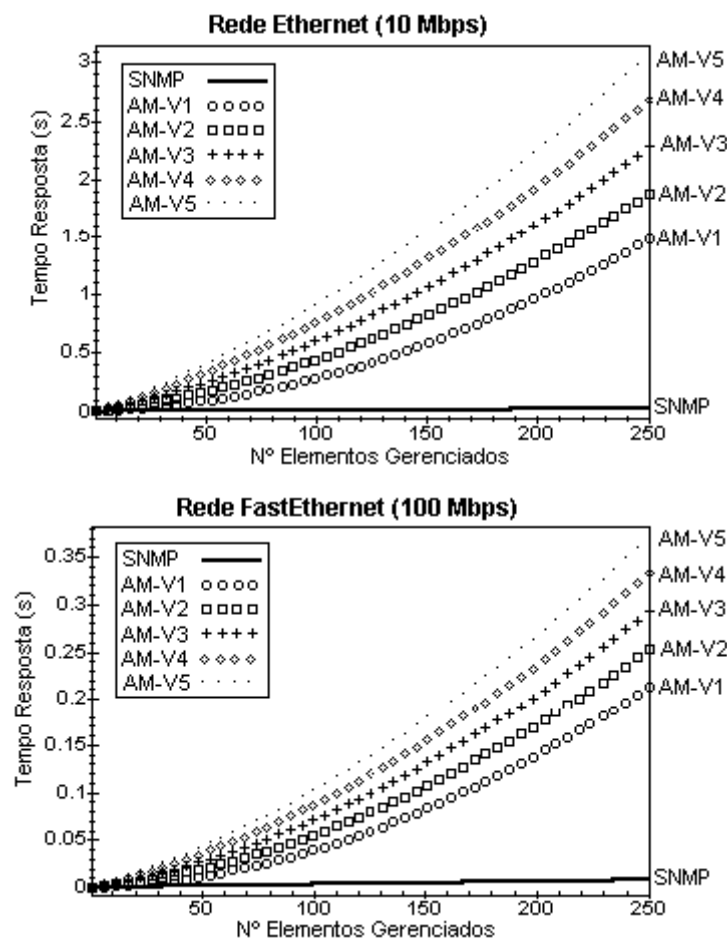 Rede Ethernet (10 Mbps)
3
2.5
2
1.5
1
0.5
0
Tempo Resposta (s)
SNMP
AM-V1
AM-V2
AM-V3
AM-V4
AM-V5
AM-V5
AM-V4
AM-V3
AM-V2
AM-V1
SNMP
50
100
150
200
250
Nº Elementos Gerenciados
Rede FastEthernet (100 Mbps)
0.35
0.3
0.25
0.2
0.15
0.1
0.05
0
Tempo Resposta (s)
SNMP
AM-V1
AM-V2
AM-V3
AM-V4
AM-V5
AM-V5
AM-V4
AM-V3
AM-V2
AM-V1
SNMP
50
100
150
200
250
Nº Elementos Gerenciados